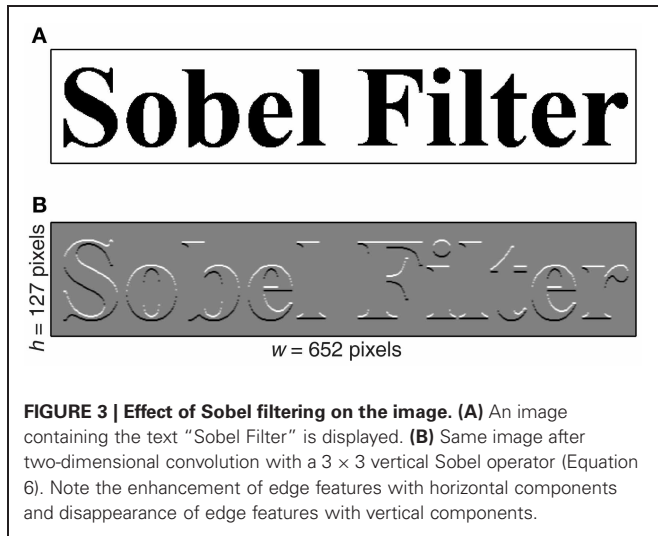 A
Sobel Filter
B
Sobel Filter
h = 127 pixels
w = 652 pixels
FIGURE 3 | Effect of Sobel filtering on the image. (A) An image
containing the text “Sobel Filter” is displayed. (B) Same image after
two-dimensional convolution with a 3 × 3 vertical Sobel operator (Equation
6). Note the enhancement of edge features with horizontal components
and disappearance of edge features with vertical components.